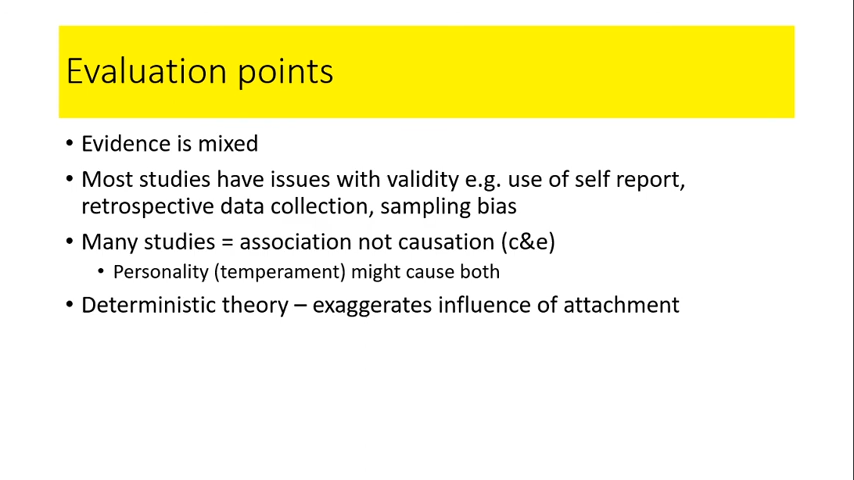 Evaluation points
• Evidence is mixed
• Most studies have issues with validity e.g. use of self report,
retrospective data collection, sampling bias
• Many studies = association not causation (c&e)
• Personality (temperament) might cause both
• Deterministic theory – exaggerates influence of attachment